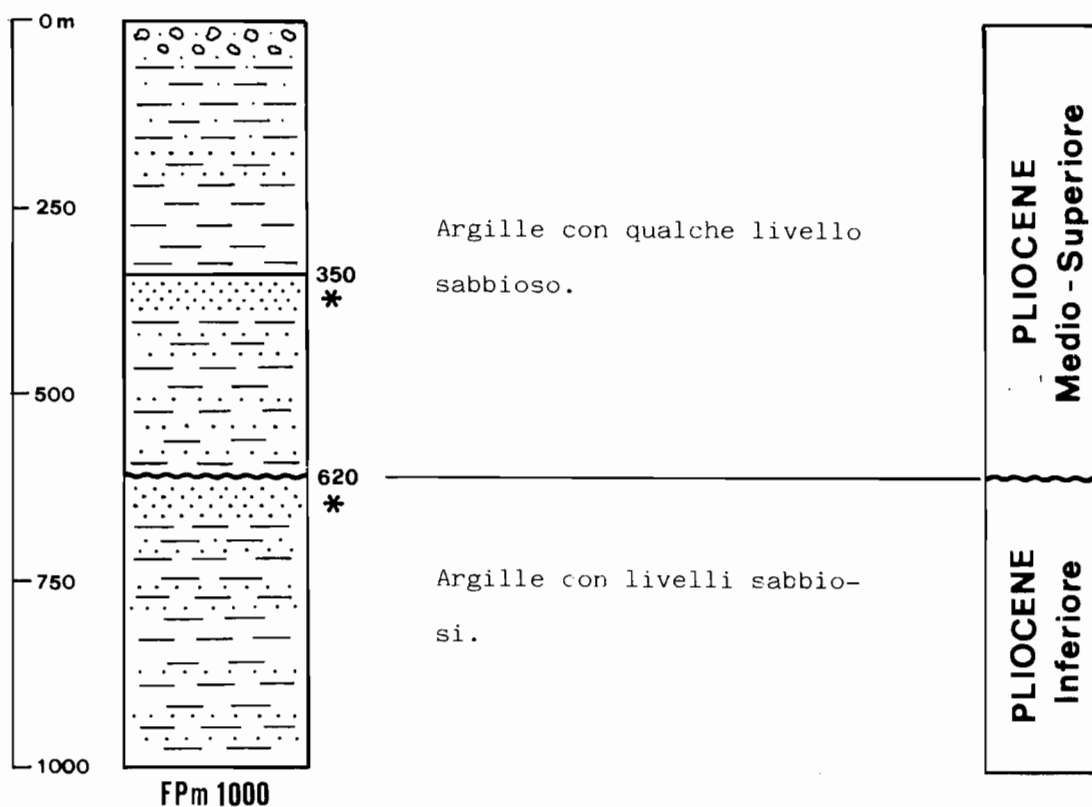 0 m
250
350
*
500
620
*
750
1000
FPm 1000
Argille con qualche livello
sabbioso.
Argille con livelli sabbio-
si.
PLIOCENE
Medio - Superiore
PLIOCENE
Inferiore